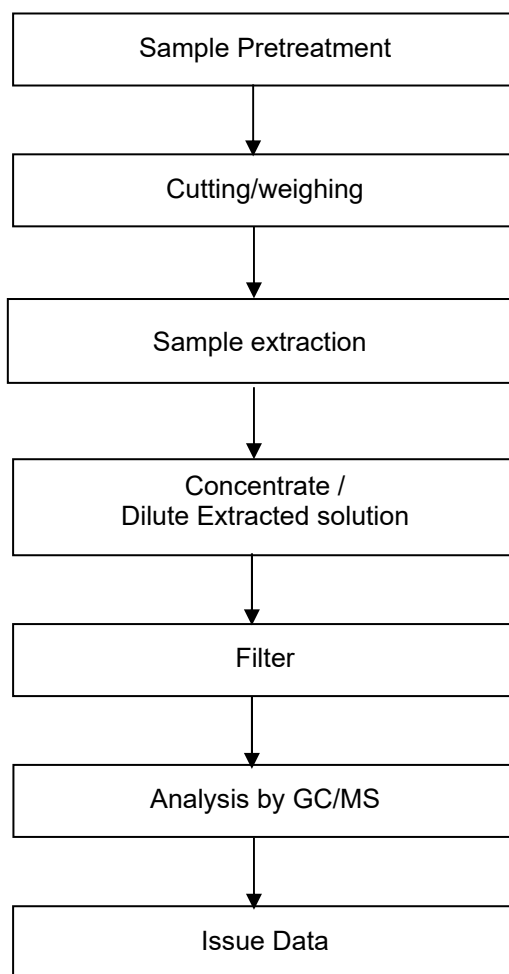 Sample Pretreatment
Cutting/weighing
Sample extraction
Concentrate /
Dilute Extracted solution
Filter
Analysis by GC/MS
Issue Data